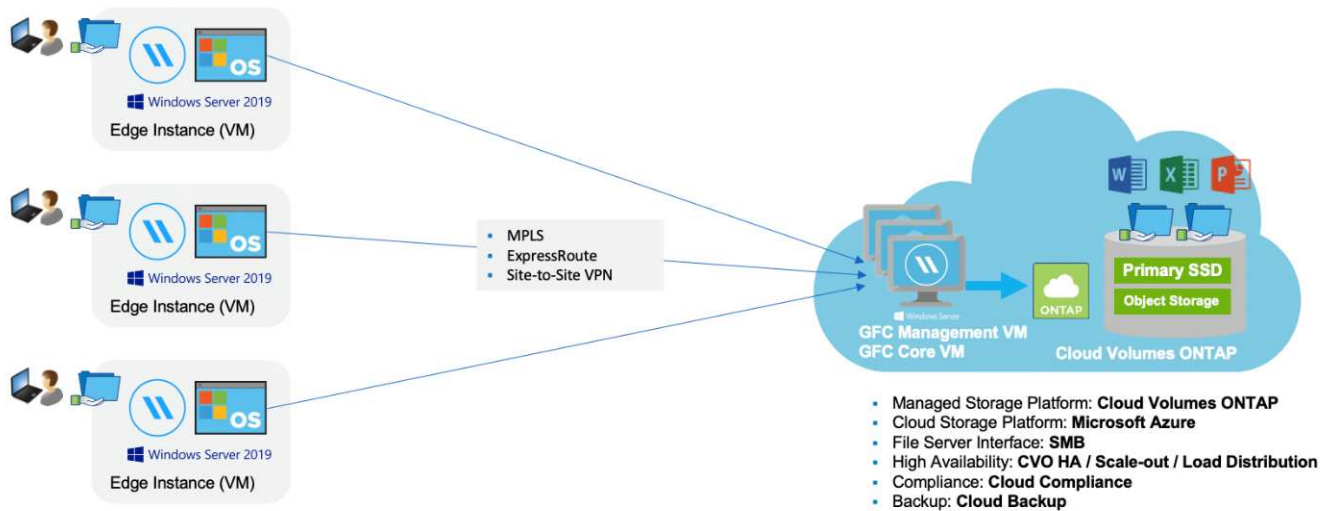 OS
Windows Server 2019
Edge Instance (VM)
OS
Windows Server 2019
Edge Instance (VM)
OS
Windows Server 2019
Edge Instance (VM)
▪ MPLS
▪ ExpressRoute
▪ Site-to-Site VPN
Windows Server
GFC Management VM
GFC Core VM
ONTAP
W
X
P
Primary SSD
Object Storage
Cloud Volumes ONTAP
▪ Managed Storage Platform: Cloud Volumes ONTAP
▪ Cloud Storage Platform: Microsoft Azure
▪ File Server Interface: SMB
▪ High Availability: CVO HA / Scale-out / Load Distribution
▪ Compliance: Cloud Compliance
▪ Backup: Cloud Backup